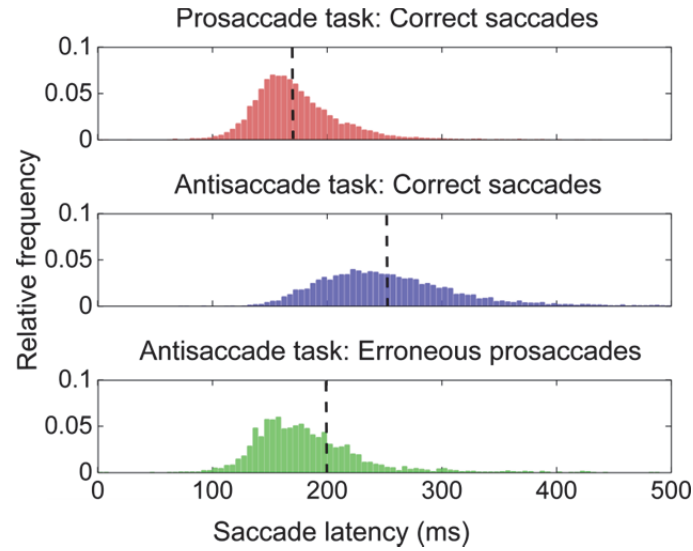 Prosaccade task: Correct saccades
0.1
0.05
0
Antisaccade task: Correct saccades
0.1
0.05
0
Relative frequency
Antisaccade task: Erroneous prosaccades
0.1
0.05
0
0 100 200 300 400 500
Saccade latency (ms)